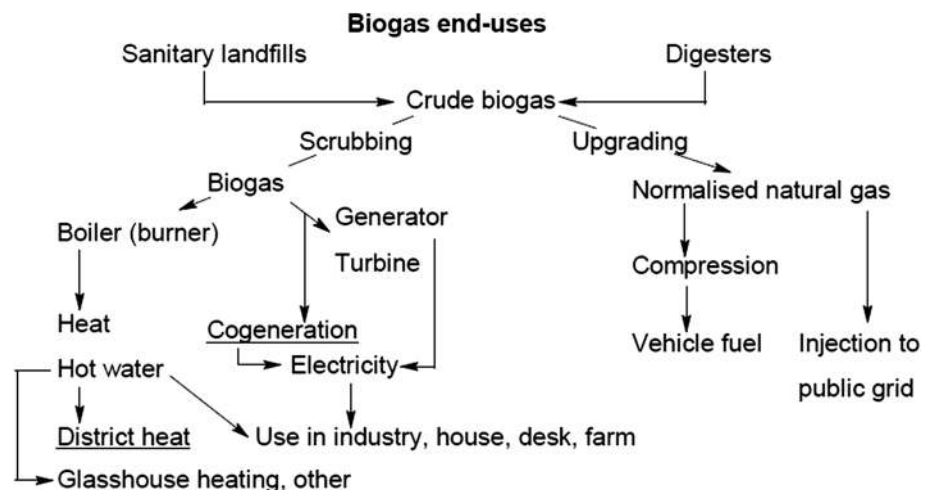 Biogas end-uses
Sanitary landfills
Digesters
Crude biogas
Scrubbing
Upgrading
Biogas
Normalised natural gas
Generator
Boiler (burner)
Turbine
Compression
Heat
Cogeneration
Vehicle fuel
Injection to
public grid
Hot water
Electricity
District heat
Use in industry, house, desk, farm
Glasshouse heating, other